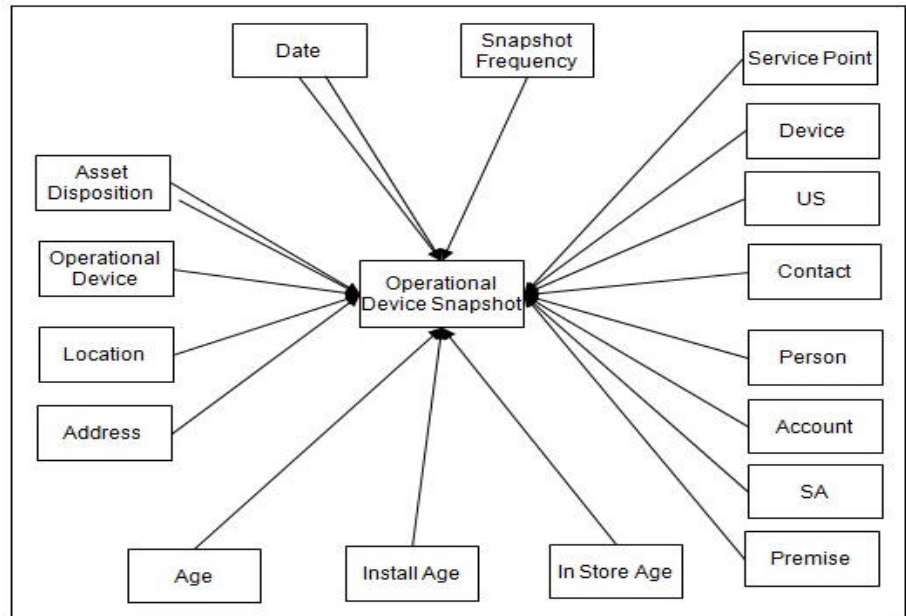 Date
Snapshot
Frequency
Service Point
Device
US
Contact
Person
Account
SA
Premise
Asset
Disposition
Operational
Device
Location
Address
Operational
Device Snapshot
Age
Install Age
In Store Age